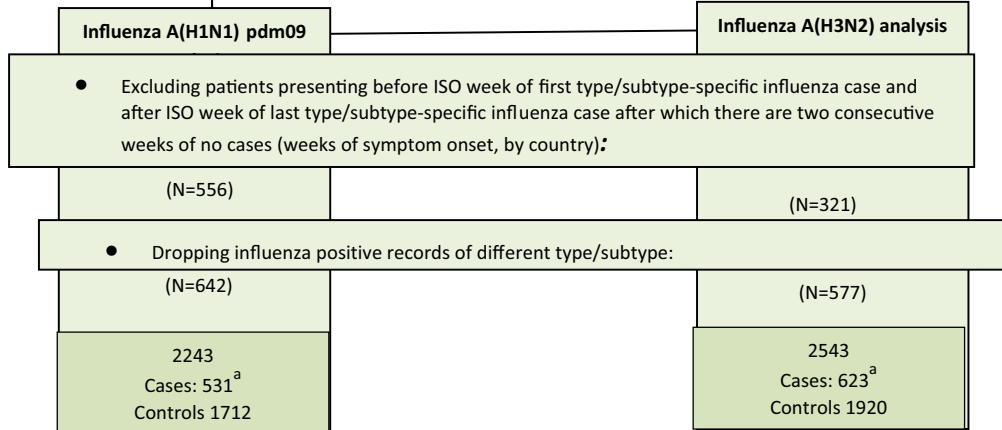 Influenza A(H1N1) pdm09
Influenza A(H3N2) analysis
• Excluding patients presenting before ISO week of first type/subtype-specific influenza case and
after ISO week of last type/subtype-specific influenza case after which there are two consecutive
weeks of no cases (weeks of symptom onset, by country):
(N=556)
(N=321)
• Dropping influenza positive records of different type/subtype:
(N=642)
(N=577)
2243
Cases: 531a
Controls 1712
2543
Cases: 623a
Controls 1920